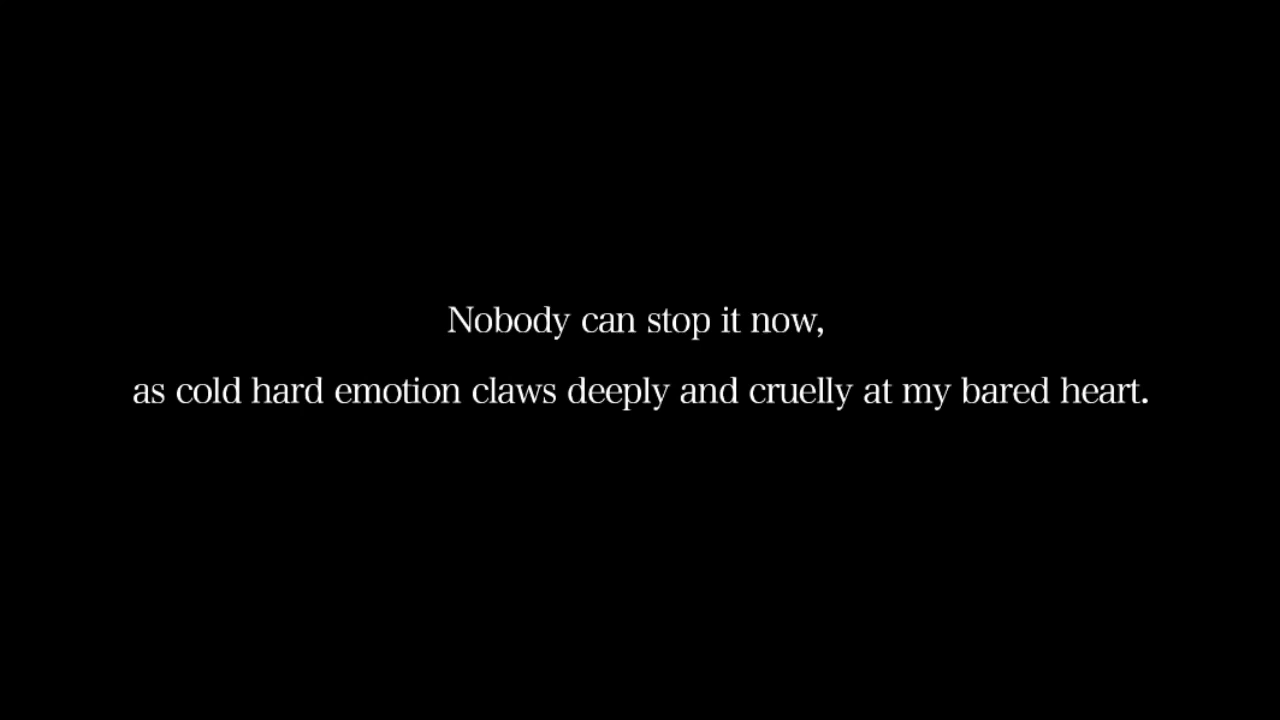 Nobody can stop it now,
as cold hard emotion claws deeply and cruelly at my bared heart.